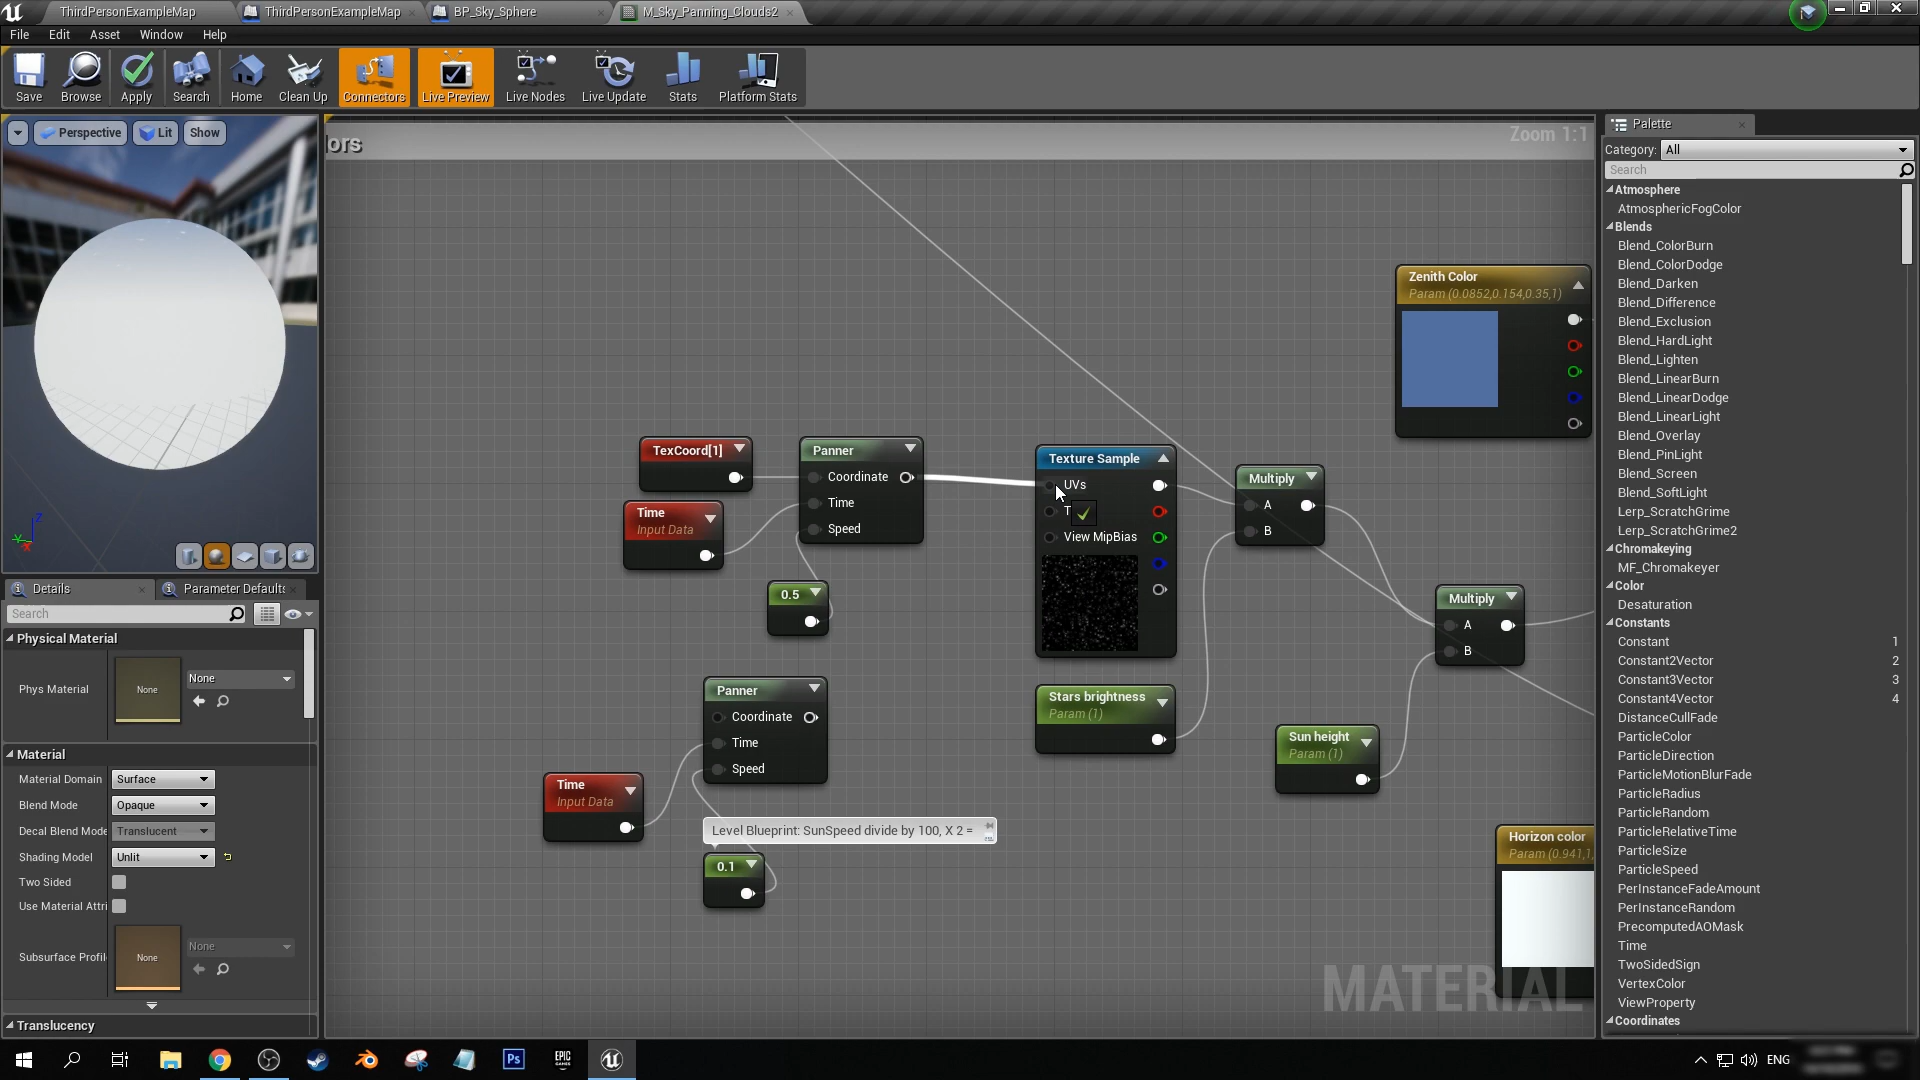 ThirdPersonExampleMap
ThirdPersonExampleMap
BP_Sky_Sphere
M_Sky_Panning_Clouds2
File Edit Asset Window Help
Save
Browse
Apply
Search
Home
Clean Up
Connectors
Live Preview
Live Nodes
Live Update
Stats
Platform Stats
Perspective
Lit
Show
Details
Parameter Defaults
Search
Physical Material
Phys Material
None
None
Material
Material Domain Surface
Blend Mode Opaque
Decal Blend Mode Translucent
Shading Model Unlit
Two Sided
Use Material Attri
Subsurface Profil
None
None
Translucency
lors
Zoom 1:1
Zenith Color
Param (0.0852,0.154,0.35,1)
TexCoord[1]
Panner
Coordinate
Time
Speed
Time
Input Data
0.5
Texture Sample
UVs
T
View MipBias
Multiply
A
B
Multiply
A
B
Stars brightness
Param (1)
Sun height
Param (1)
Panner
Coordinate
Time
Speed
Time
Input Data
Level Blueprint: SunSpeed divide by 100, X 2 =
0.1
Horizon color
Param (0.941,1,
MATERIAL
Palette
Category: All
Search
Atmosphere
AtmosphericFogColor
Blends
Blend_ColorBurn
Blend_ColorDodge
Blend_Darken
Blend_Difference
Blend_Exclusion
Blend_HardLight
Blend_Lighten
Blend_LinearBurn
Blend_LinearDodge
Blend_LinearLight
Blend_Overlay
Blend_PinLight
Blend_Screen
Blend_SoftLight
Lerp_ScratchGrime
Lerp_ScratchGrime2
Chromakeying
MF_Chromakeyer
Color
Desaturation
Constants
Constant 1
Constant2Vector 2
Constant3Vector 3
Constant4Vector 4
DistanceCullFade
ParticleColor
ParticleDirection
ParticleMotionBlurFade
ParticleRadius
ParticleRandom
ParticleRelativeTime
ParticleSize
ParticleSpeed
PerInstanceFadeAmount
PerInstanceRandom
PrecomputedAOMask
Time
TwoSidedSign
VertexColor
ViewProperty
Coordinates
Z
Y
X
Ps
EPIC
GAMES
ENG